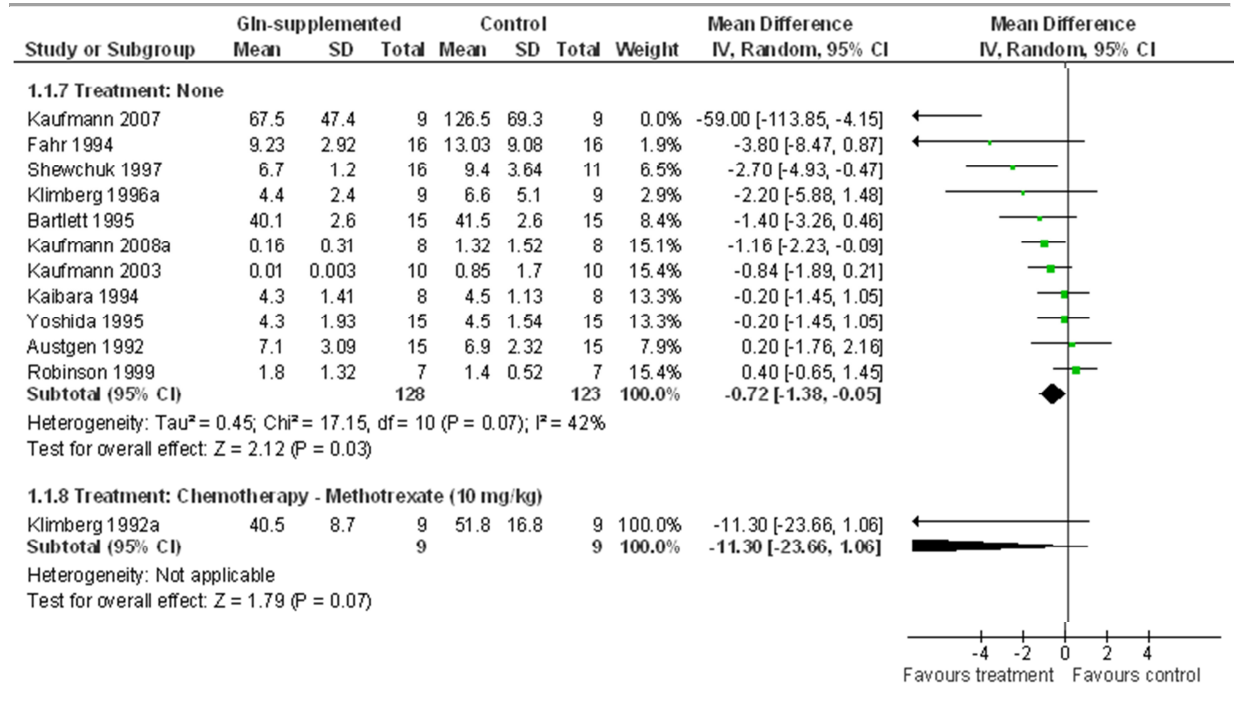 Gln-supplemented Control Mean Difference Mean Difference
Study or Subgroup Mean SD Total Mean SD Total Weight IV, Random, 95% CI IV, Random, 95% CI
1.1.7 Treatment: None
Kaufmann 2007 67.5 47.4 9 126.5 69.3 9 0.0% -59.00 [-113.85, -4.15]
Fahr 1994 9.23 2.92 16 13.03 9.08 16 1.9% -3.80 [-8.47, 0.87]
Shewchuk 1997 6.7 1.2 16 9.4 3.64 11 6.5% -2.70 [-4.93, -0.47]
Klimberg 1996a 4.4 2.4 9 6.6 5.1 9 2.9% -2.20 [-5.88, 1.48]
Bartlett 1995 40.1 2.6 15 41.5 2.6 15 8.4% -1.40 [-3.26, 0.46]
Kaufmann 2008a 0.16 0.31 8 1.32 1.52 8 15.1% -1.16 [-2.23, -0.09]
Kaufmann 2003 0.01 0.003 10 0.85 1.7 10 15.4% -0.84 [-1.89, 0.21]
Kaibara 1994 4.3 1.41 8 4.5 1.13 8 13.3% -0.20 [-1.45, 1.05]
Yoshida 1995 4.3 1.93 15 4.5 1.54 15 13.3% -0.20 [-1.45, 1.05]
Austgen 1992 7.1 3.09 15 6.9 2.32 15 7.9% 0.20 [-1.76, 2.16]
Robinson 1999 1.8 1.32 7 1.4 0.52 7 15.4% 0.40 [-0.65, 1.45]
Subtotal (95% CI) 128 123 100.0% -0.72 [-1.38, -0.05]
Heterogeneity: Tau² = 0.45; Chi² = 17.15, df = 10 (P = 0.07); I² = 42%
Test for overall effect: Z = 2.12 (P = 0.03)
1.1.8 Treatment: Chemotherapy - Methotrexate (10 mg/kg)
Klimberg 1992a 40.5 8.7 9 51.8 16.8 9 100.0% -11.30 [-23.66, 1.06]
Subtotal (95% CI) 9 9 100.0% -11.30 [-23.66, 1.06]
Heterogeneity: Not applicable
Test for overall effect: Z = 1.79 (P = 0.07)
-4 -2 0 2 4
Favours treatment Favours control